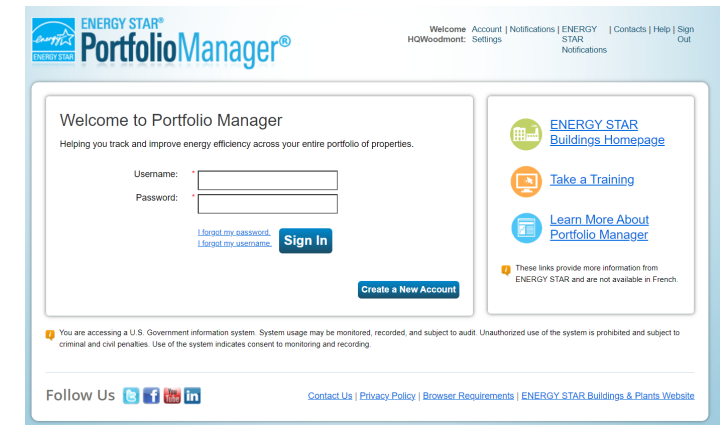 ENERGY STAR®
PortfolioManager®
energy
ENERGY STAR
Welcome HQWoodmont:
Account Settings | Notifications | ENERGY STAR Notifications | Contacts | Help | Sign Out
Welcome to Portfolio Manager
Helping you track and improve energy efficiency across your entire portfolio of properties.
Username: *
Password: *
I forgot my password.
I forgot my username.
Sign In
Create a New Account
ENERGY STAR
Buildings Homepage
Take a Training
Learn More About
Portfolio Manager
These links provide more information from
ENERGY STAR and are not available in French.
You are accessing a U.S. Government information system. System usage may be monitored, recorded, and subject to audit. Unauthorized use of the system is prohibited and subject to
criminal and civil penalties. Use of the system indicates consent to monitoring and recording.
Follow Us
You
Tube
in
Contact Us | Privacy Policy | Browser Requirements | ENERGY STAR Buildings & Plants Website